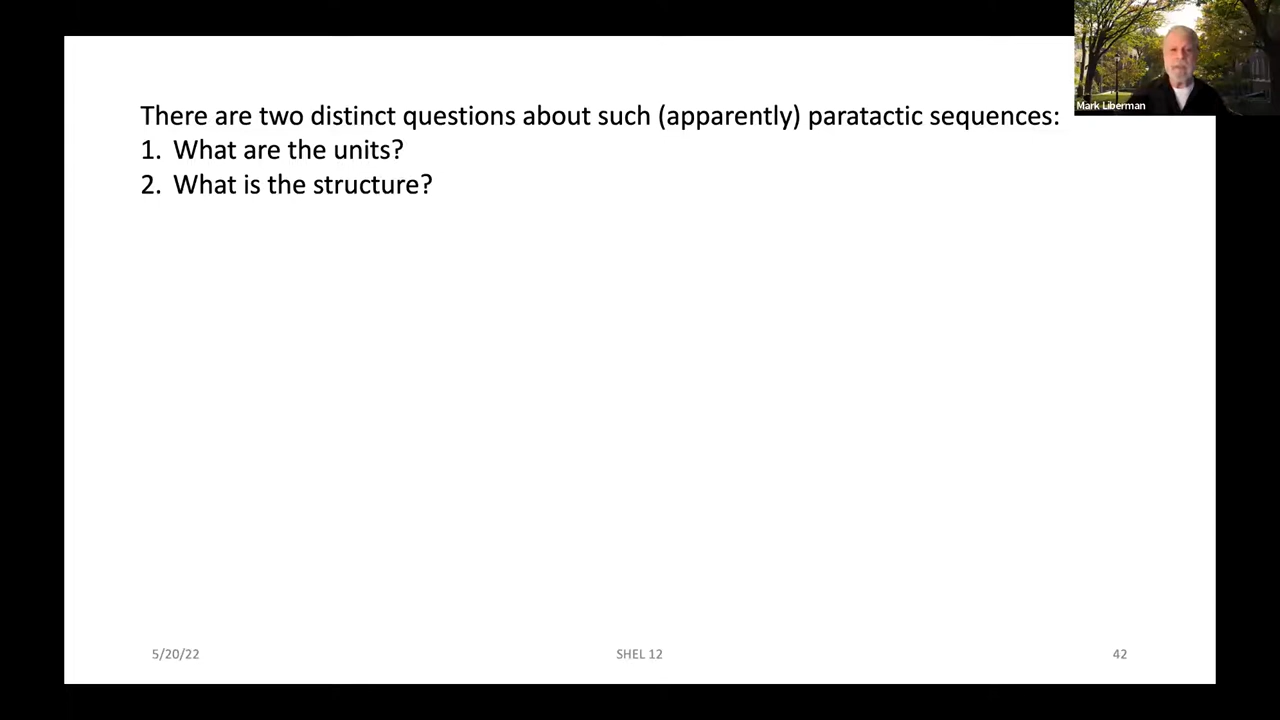 There are two distinct questions about such (apparently) paratactic sequences:
1. What are the units?
2. What is the structure?
Mark Liberman
5/20/22
SHEL 12
42